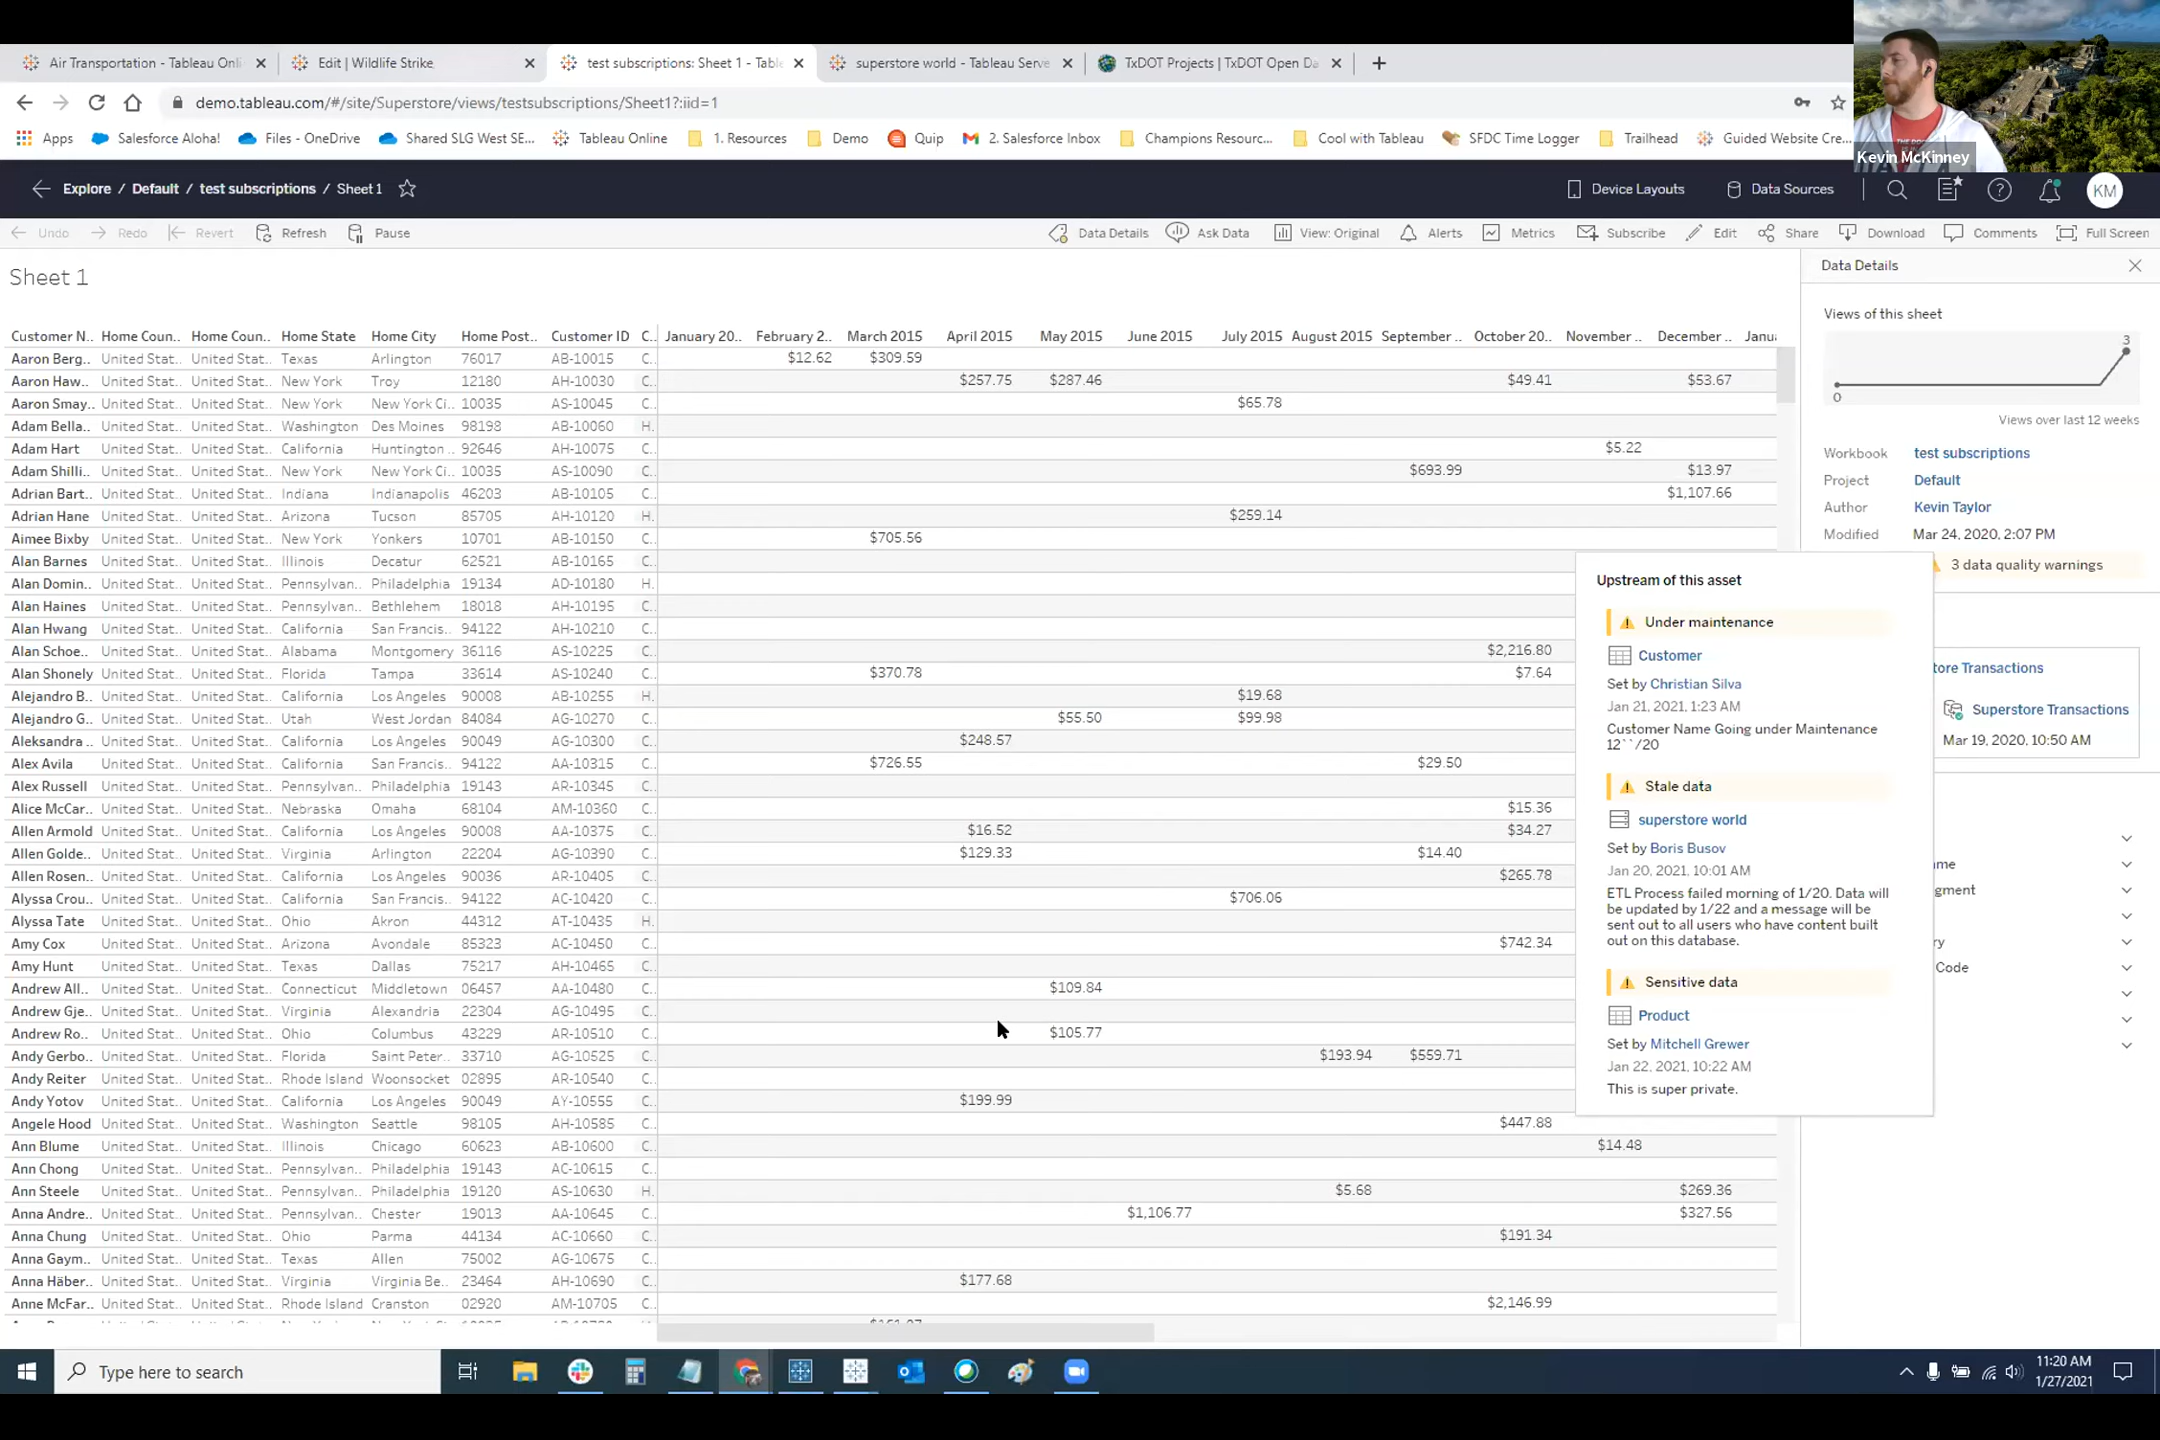 Air Transportation - Tableau Onli
Edit | Wildlife Strike
test subscriptions: Sheet 1 - Table
superstore world - Tableau Serve
TxDOT Projects | TxDOT Open Da
demo.tableau.com/#/site/Superstore/views/testsubscriptions/Sheet1?:iid=1
Apps Salesforce Aloha! Files - OneDrive Shared SLG West SE... Tableau Online 1. Resources Demo Quip 2. Salesforce Inbox Champions Resourc... Cool with Tableau SFDC Time Logger Trailhead Guided Website Cre...
Kevin McKinney
Explore / Default / test subscriptions / Sheet 1
Device Layouts Data Sources KM
Undo Redo Revert Refresh Pause Data Details Ask Data View: Original Alerts Metrics Subscribe Edit Share Download Comments Full Screen
Sheet 1
Customer N.. Home Coun.. Home Coun.. Home State Home City Home Post.. Customer ID C.. January 20.. February 2.. March 2015 April 2015 May 2015 June 2015 July 2015 August 2015 September .. October 20.. November .. December .. Janu
Aaron Berg.. United Stat.. United Stat.. Texas Arlington 76017 AB-10015 C.. $12.62 $309.59
Aaron Haw.. United Stat.. United Stat.. New York Troy 12180 AH-10030 C.. $257.75 $287.46 $49.41 $53.67
Aaron Smay.. United Stat.. United Stat.. New York New York Ci.. 10035 AS-10045 C.. $65.78
Adam Bella.. United Stat.. United Stat.. Washington Des Moines 98198 AB-10060 H.
Adam Hart United Stat.. United Stat.. California Huntington .. 92646 AH-10075 C.. $5.22
Adam Shilli.. United Stat.. United Stat.. New York New York Ci.. 10035 AS-10090 C.. $693.99 $13.97
Adrian Bart.. United Stat.. United Stat.. Indiana Indianapolis 46203 AB-10105 C.. $1,107.66
Adrian Hane United Stat.. United Stat.. Arizona Tucson 85705 AH-10120 H. $259.14
Aimee Bixby United Stat.. United Stat.. New York Yonkers 10701 AB-10150 C.. $705.56
Alan Barnes United Stat.. United Stat.. Illinois Decatur 62521 AB-10165 C..
Alan Domin.. United Stat.. United Stat.. Pennsylvan.. Philadelphia 19134 AD-10180 H.
Alan Haines United Stat.. United Stat.. Pennsylvan.. Bethlehem 18018 AH-10195 C..
Alan Hwang United Stat.. United Stat.. California San Francis.. 94122 AH-10210 C..
Alan Schoe.. United Stat.. United Stat.. Alabama Montgomery 36116 AS-10225 C.. $2,216.80
Alan Shonely United Stat.. United Stat.. Florida Tampa 33614 AS-10240 C.. $370.78 $7.64
Alejandro B.. United Stat.. United Stat.. California Los Angeles 90008 AB-10255 H. $19.68
Alejandro G.. United Stat.. United Stat.. Utah West Jordan 84084 AG-10270 C.. $55.50 $99.98
Aleksandra .. United Stat.. United Stat.. California Los Angeles 90049 AG-10300 C.. $248.57
Alex Avila United Stat.. United Stat.. California San Francis.. 94122 AA-10315 C.. $726.55 $29.50
Alex Russell United Stat.. United Stat.. Pennsylvan.. Philadelphia 19143 AR-10345 C..
Alice McCar.. United Stat.. United Stat.. Nebraska Omaha 68104 AM-10360 C.. $15.36
Allen Armold United Stat.. United Stat.. California Los Angeles 90008 AA-10375 C.. $16.52 $34.27
Allen Golde.. United Stat.. United Stat.. Virginia Arlington 22204 AG-10390 C.. $129.33 $14.40
Allen Rosen.. United Stat.. United Stat.. California Los Angeles 90036 AR-10405 C.. $265.78
Alyssa Crou.. United Stat.. United Stat.. California San Francis.. 94122 AC-10420 C.. $706.06
Alyssa Tate United Stat.. United Stat.. Ohio Akron 44312 AT-10435 H.
Amy Cox United Stat.. United Stat.. Arizona Avondale 85323 AC-10450 C.. $742.34
Amy Hunt United Stat.. United Stat.. Texas Dallas 75217 AH-10465 C..
Andrew All.. United Stat.. United Stat.. Connecticut Middletown 06457 AA-10480 C.. $109.84
Andrew Gje.. United Stat.. United Stat.. Virginia Alexandria 22304 AG-10495 C..
Andrew Ro.. United Stat.. United Stat.. Ohio Columbus 43229 AR-10510 C.. $105.77
Andy Gerbo.. United Stat.. United Stat.. Florida Saint Peter.. 33710 AG-10525 C.. $193.94 $559.71
Andy Reiter United Stat.. United Stat.. Rhode Island Woonsocket 02895 AR-10540 C..
Andy Yotov United Stat.. United Stat.. California Los Angeles 90049 AY-10555 C.. $199.99
Angele Hood United Stat.. United Stat.. Washington Seattle 98105 AH-10585 C.. $447.88
Ann Blume United Stat.. United Stat.. Illinois Chicago 60623 AB-10600 C.. $14.48
Ann Chong United Stat.. United Stat.. Pennsylvan.. Philadelphia 19143 AC-10615 C..
Ann Steele United Stat.. United Stat.. Pennsylvan.. Philadelphia 19120 AS-10630 H. $5.68 $269.36
Anna Andre.. United Stat.. United Stat.. Pennsylvan.. Chester 19013 AA-10645 C.. $1,106.77 $327.56
Anna Chung United Stat.. United Stat.. Ohio Parma 44134 AC-10660 C.. $191.34
Anna Gaym.. United Stat.. United Stat.. Texas Allen 75002 AG-10675 C..
Anna Häber.. United Stat.. United Stat.. Virginia Virginia Be.. 23464 AH-10690 C.. $177.68
Anne McFar.. United Stat.. United Stat.. Rhode Island Cranston 02920 AM-10705 C.. $2,146.99
Data Details
Views of this sheet
3
0
Views over last 12 weeks
Workbook test subscriptions
Project Default
Author Kevin Taylor
Modified Mar 24, 2020, 2:07 PM
3 data quality warnings
tore Transactions
Superstore Transactions
Mar 19, 2020, 10:50 AM
me
gment
ry
Code
Upstream of this asset
Under maintenance
Customer
Set by Christian Silva
Jan 21, 2021, 1:23 AM
Customer Name Going under Maintenance
12``/20
Stale data
superstore world
Set by Boris Busov
Jan 20, 2021, 10:01 AM
ETL Process failed morning of 1/20. Data will
be updated by 1/22 and a message will be
sent out to all users who have content built
out on this database.
Sensitive data
Product
Set by Mitchell Grewer
Jan 22, 2021, 10:22 AM
This is super private.
Type here to search
11:20 AM
1/27/2021